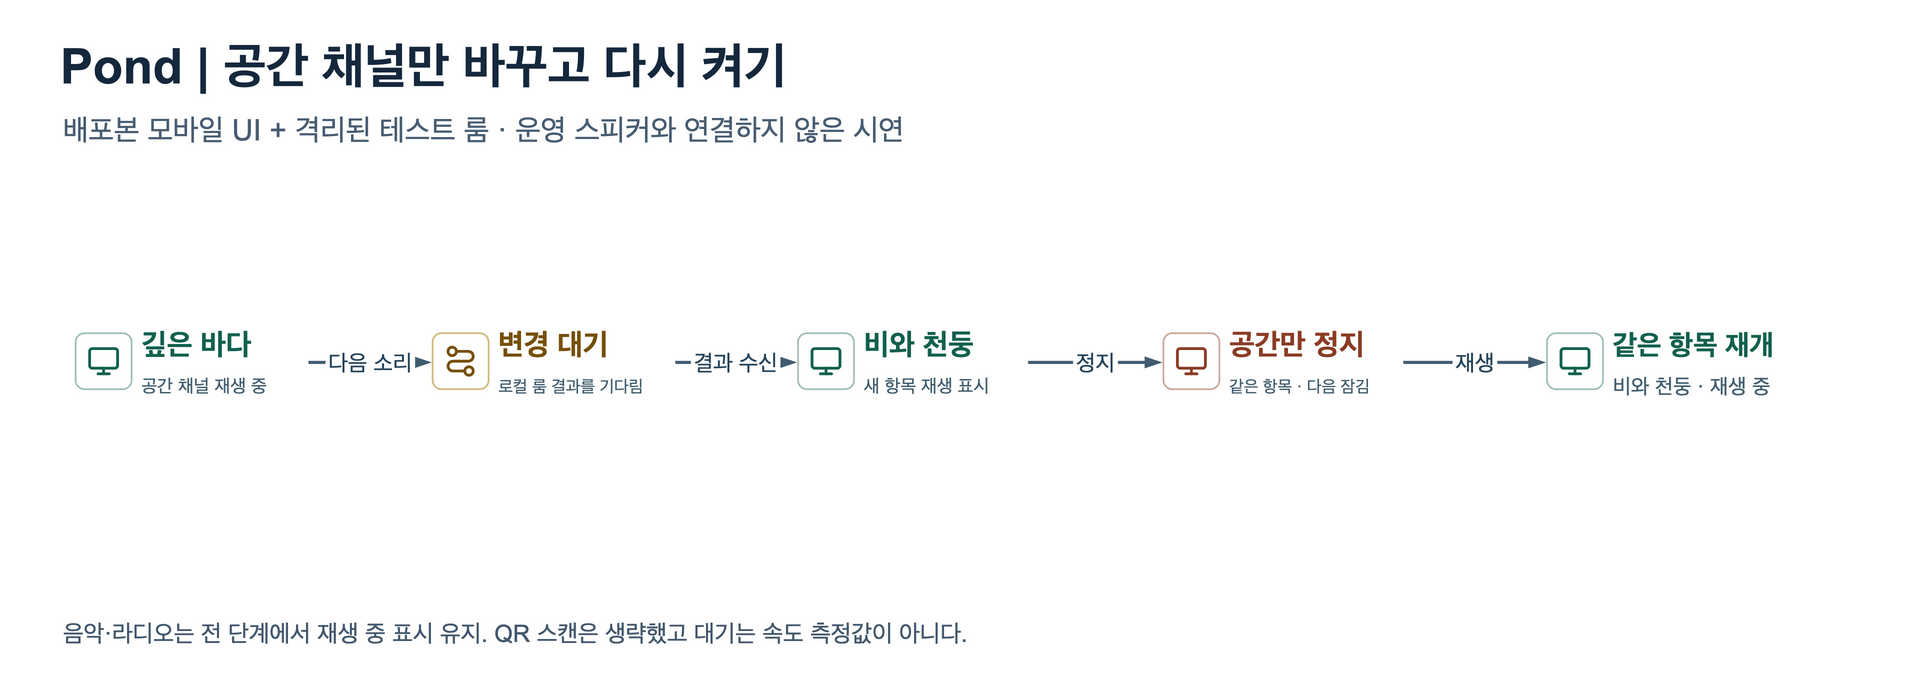 Pond | 공간 채널만 바꾸고 다시 켜기
배포본 모바일 UI + 격리된 테스트 룸 · 운영 스피커와 연결하지 않은 시연
깊은 바다
공간 채널 재생 중
다음 소리
변경 대기
로컬 룸 결과를 기다림
결과 수신
비와 천둥
새 항목 재생 표시
정지
공간만 정지
같은 항목 · 다음 잠김
재생
같은 항목 재개
비와 천둥 · 재생 중
음악·라디오는 전 단계에서 재생 중 표시 유지. QR 스캔은 생략했고 대기는 속도 측정값이 아니다.